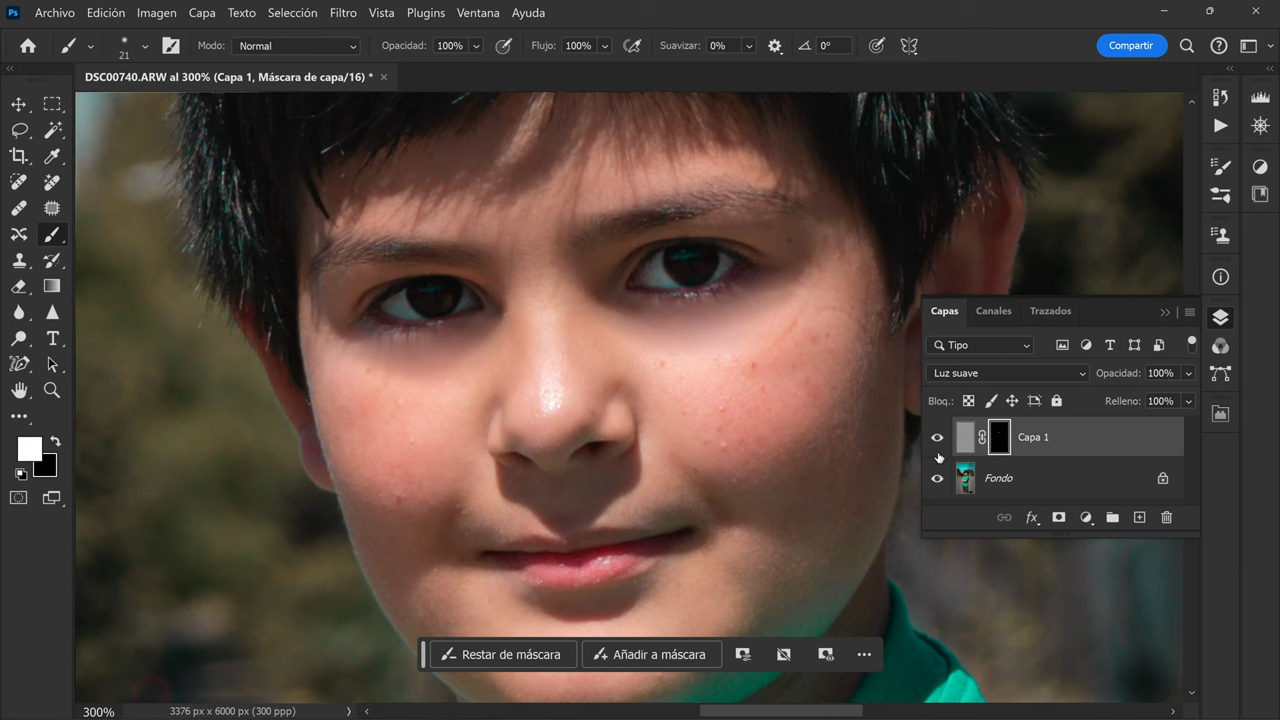 Ps Archivo Edición Imagen Capa Texto Selección Filtro Vista Plugins Ventana Ayuda
21 Modo: Normal Opacidad: 100% Flujo: 100% Suavizar: 0% 0° Compartir
DSC00740.ARW al 300% (Capa 1, Máscara de capa/16) *
Capas Canales Trazados
Tipo
Luz suave Opacidad: 100%
Bloq.: Relleno: 100%
Capa 1
Fondo
fx
Restar de máscara Añadir a máscara
300% 3376 px x 6000 px (300 ppp)